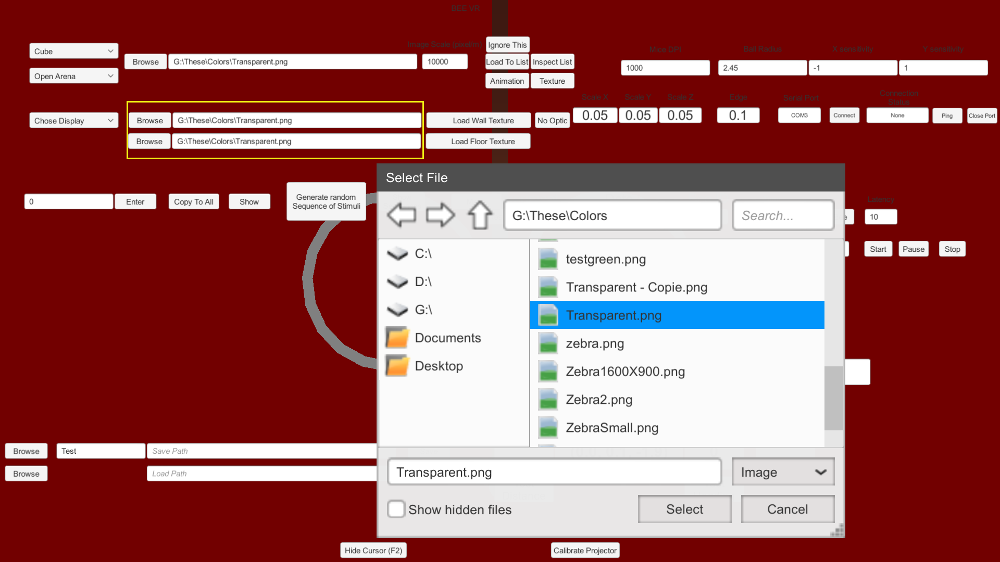 BEE VR
Image Scale (pixel/m)
Ignore This
Cube
Browse
G:\These\Colors\Transparent.png
10000
Load To List
Inspect List
Mice DPI
Ball Radius
X sensitivity
Y sensitivity
1000
2.45
-1
1
Open Arena
Animation
Texture
Scale X
Scale Y
Scale Z
Edge
Serial Port
Connection
Status
Chose Display
Browse
G:\These\Colors\Transparent.png
Load Wall Texture
No Optic
0.05
0.05
0.05
0.1
COM3
Connect
None
Ping
Close Port
Browse
G:\These\Colors\Transparent.png
Load Floor Texture
Select File
0
Enter
Copy To All
Show
Generate random
Sequence of Stimuli
G:\These\Colors
Search...
Latency
10
C:\
D:\
G:\
Documents
Desktop
testgreen.png
Transparent - Copie.png
Transparent.png
zebra.png
Zebra1600X900.png
Zebra2.png
ZebraSmall.png
Start
Pause
Stop
Browse
Test
Save Path
Browse
Load Path
Transparent.png
Image
Show hidden files
Select
Cancel
Hide Cursor (F2)
Calibrate Projector